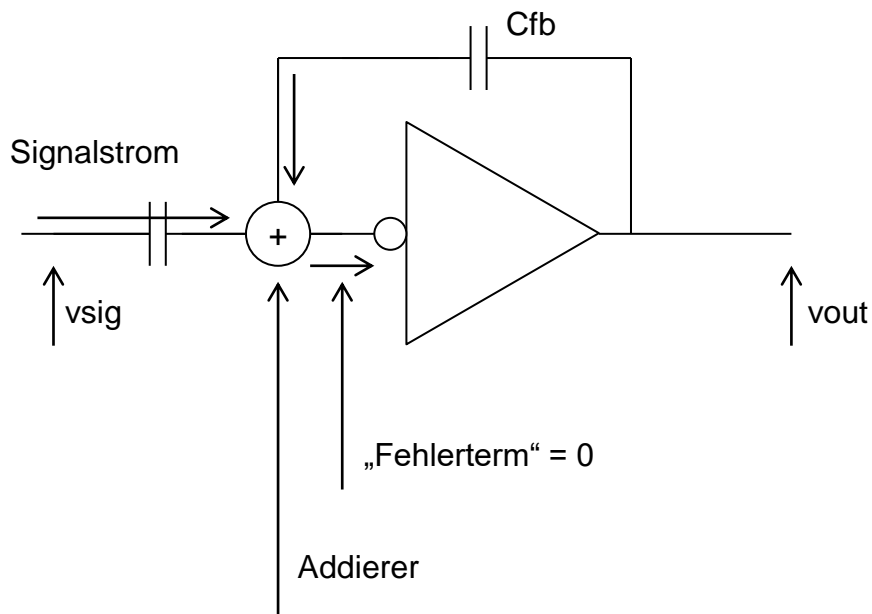 Cfb
Signalstrom
+
vsig
vout
„Fehlerterm“ = 0
Addierer